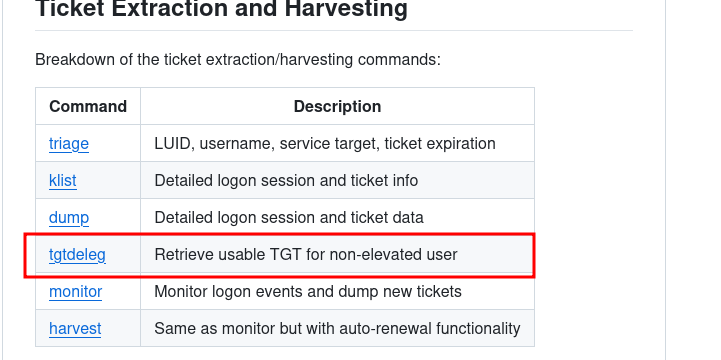 Ticket Extraction and Harvesting
Breakdown of the ticket extraction/harvesting commands:
Command Description
triage LUID, username, service target, ticket expiration
klist Detailed logon session and ticket info
dump Detailed logon session and ticket data
tgtdeleg Retrieve usable TGT for non-elevated user
monitor Monitor logon events and dump new tickets
harvest Same as monitor but with auto-renewal functionality